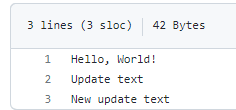 3 lines (3 sloc) 42 Bytes
1 Hello, World!
2 Update text
3 New update text